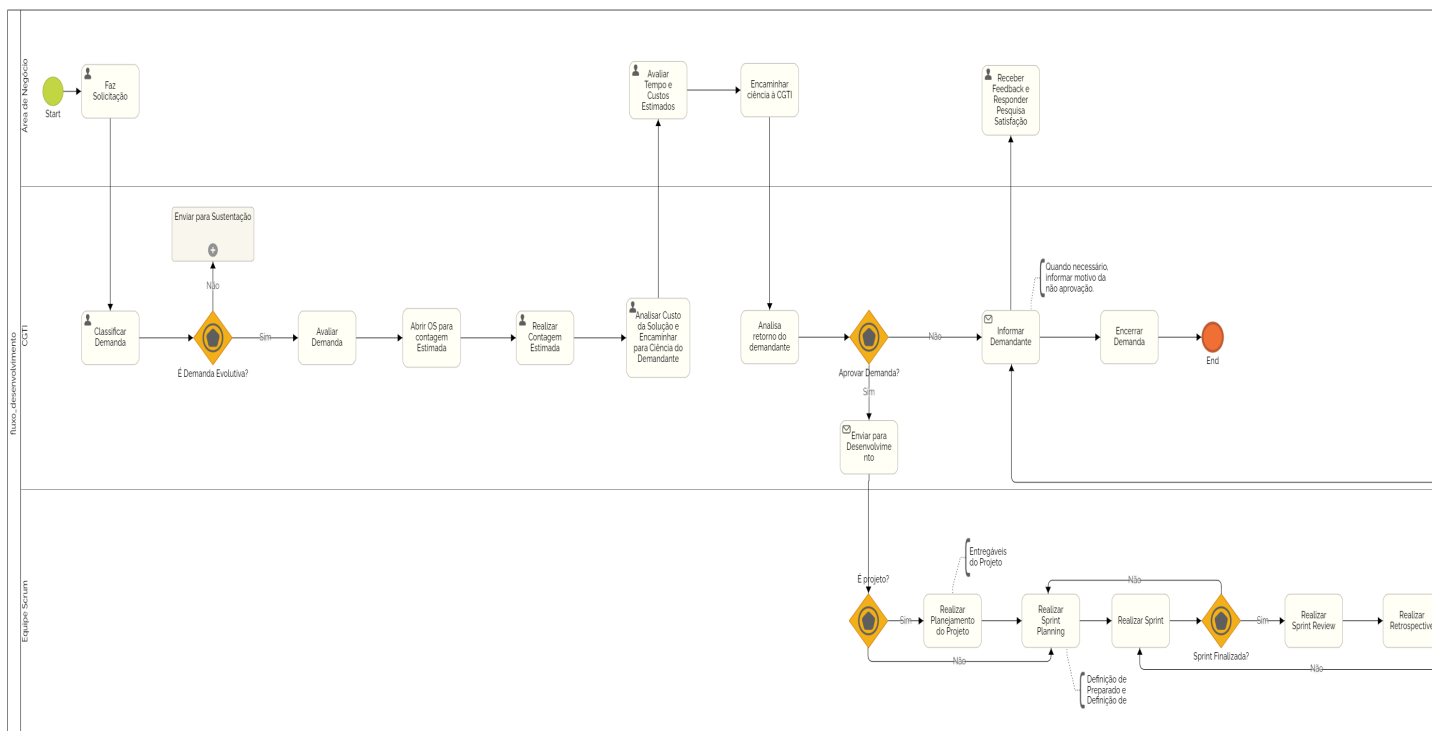 fluxo_desenvolvimento
Área de Negócio
Start
Faz
Solicitação
Avaliar
Tempo e
Custos
Estimados
Encaminhar
ciência à CGTI
Receber
Feedback e
Responder
Pesquisa
Satisfação
CGTI
Enviar para Sustentação
Não
Classificar
Demanda
É Demanda Evolutiva?
Sim
Avaliar
Demanda
Abrir OS para
contagem
Estimada
Realizar
Contagem
Estimada
Analisar Custo
da Solução e
Encaminhar
para Ciência do
Demandante
Analisa
retorno do
demandante
Aprovar Demanda?
Não
Sim
Quando necessário,
informar motivo da
não aprovação.
Informar
Demandante
Encerrar
Demanda
End
Enviar para
Desenvolvime
nto
Equipe Scrum
É projeto?
Sim
Não
Entregáveis
do Projeto
Realizar
Planejamento
do Projeto
Realizar
Sprint
Planning
Definição de
Preparado e
Definição de
Realizar Sprint
Não
Sprint Finalizada?
Sim
Realizar
Sprint Review
Realizar
Retrospective
Não